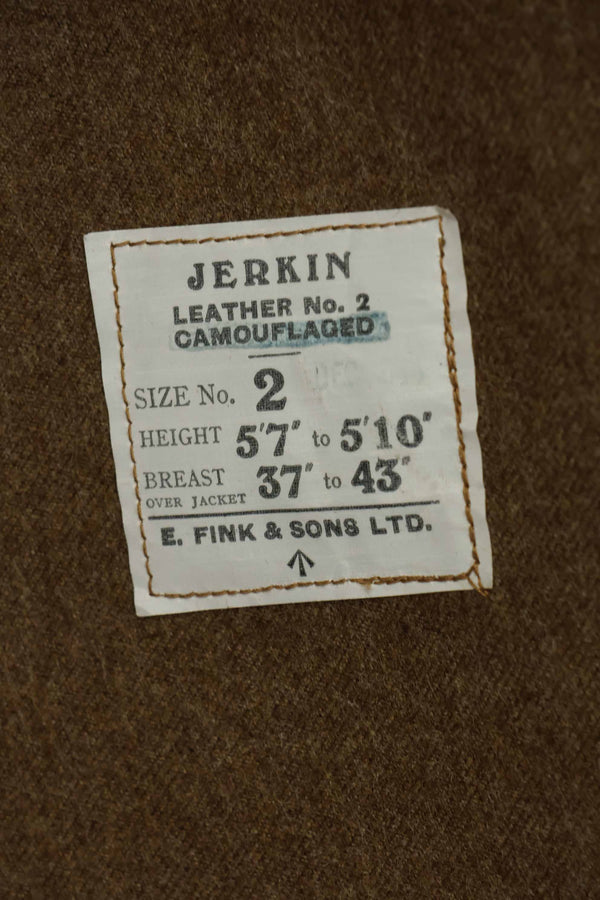 JERKIN
LEATHER No. 2
CAMOUFLAGED
SIZE No. 2
HEIGHT 5'7" to 5'10"
BREAST 37" to 43"
OVER JACKET
E. FINK & SONS LTD.